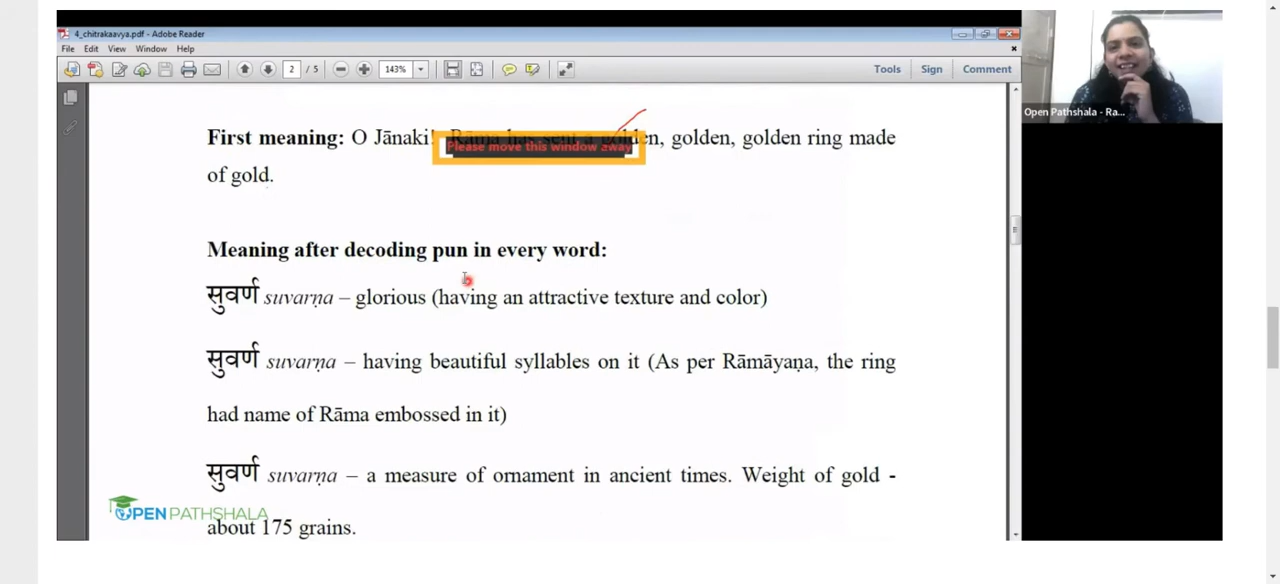 4_chitrakaavya.pdf - Adobe Reader
File Edit View Window Help
2 / 5 143% Tools Sign Comment
Open Pathshala - Ra...
First meaning: O Jānaki! Rāma has sent a golden, golden, golden ring made
Please move this window away
of gold.
Meaning after decoding pun in every word:
सुवर्ण suvarṇa – glorious (having an attractive texture and color)
सुवर्ण suvarṇa – having beautiful syllables on it (As per Rāmāyaṇa, the ring
had name of Rāma embossed in it)
सुवर्ण suvarṇa – a measure of ornament in ancient times. Weight of gold -
OPEN PATHSHALA
about 175 grains.